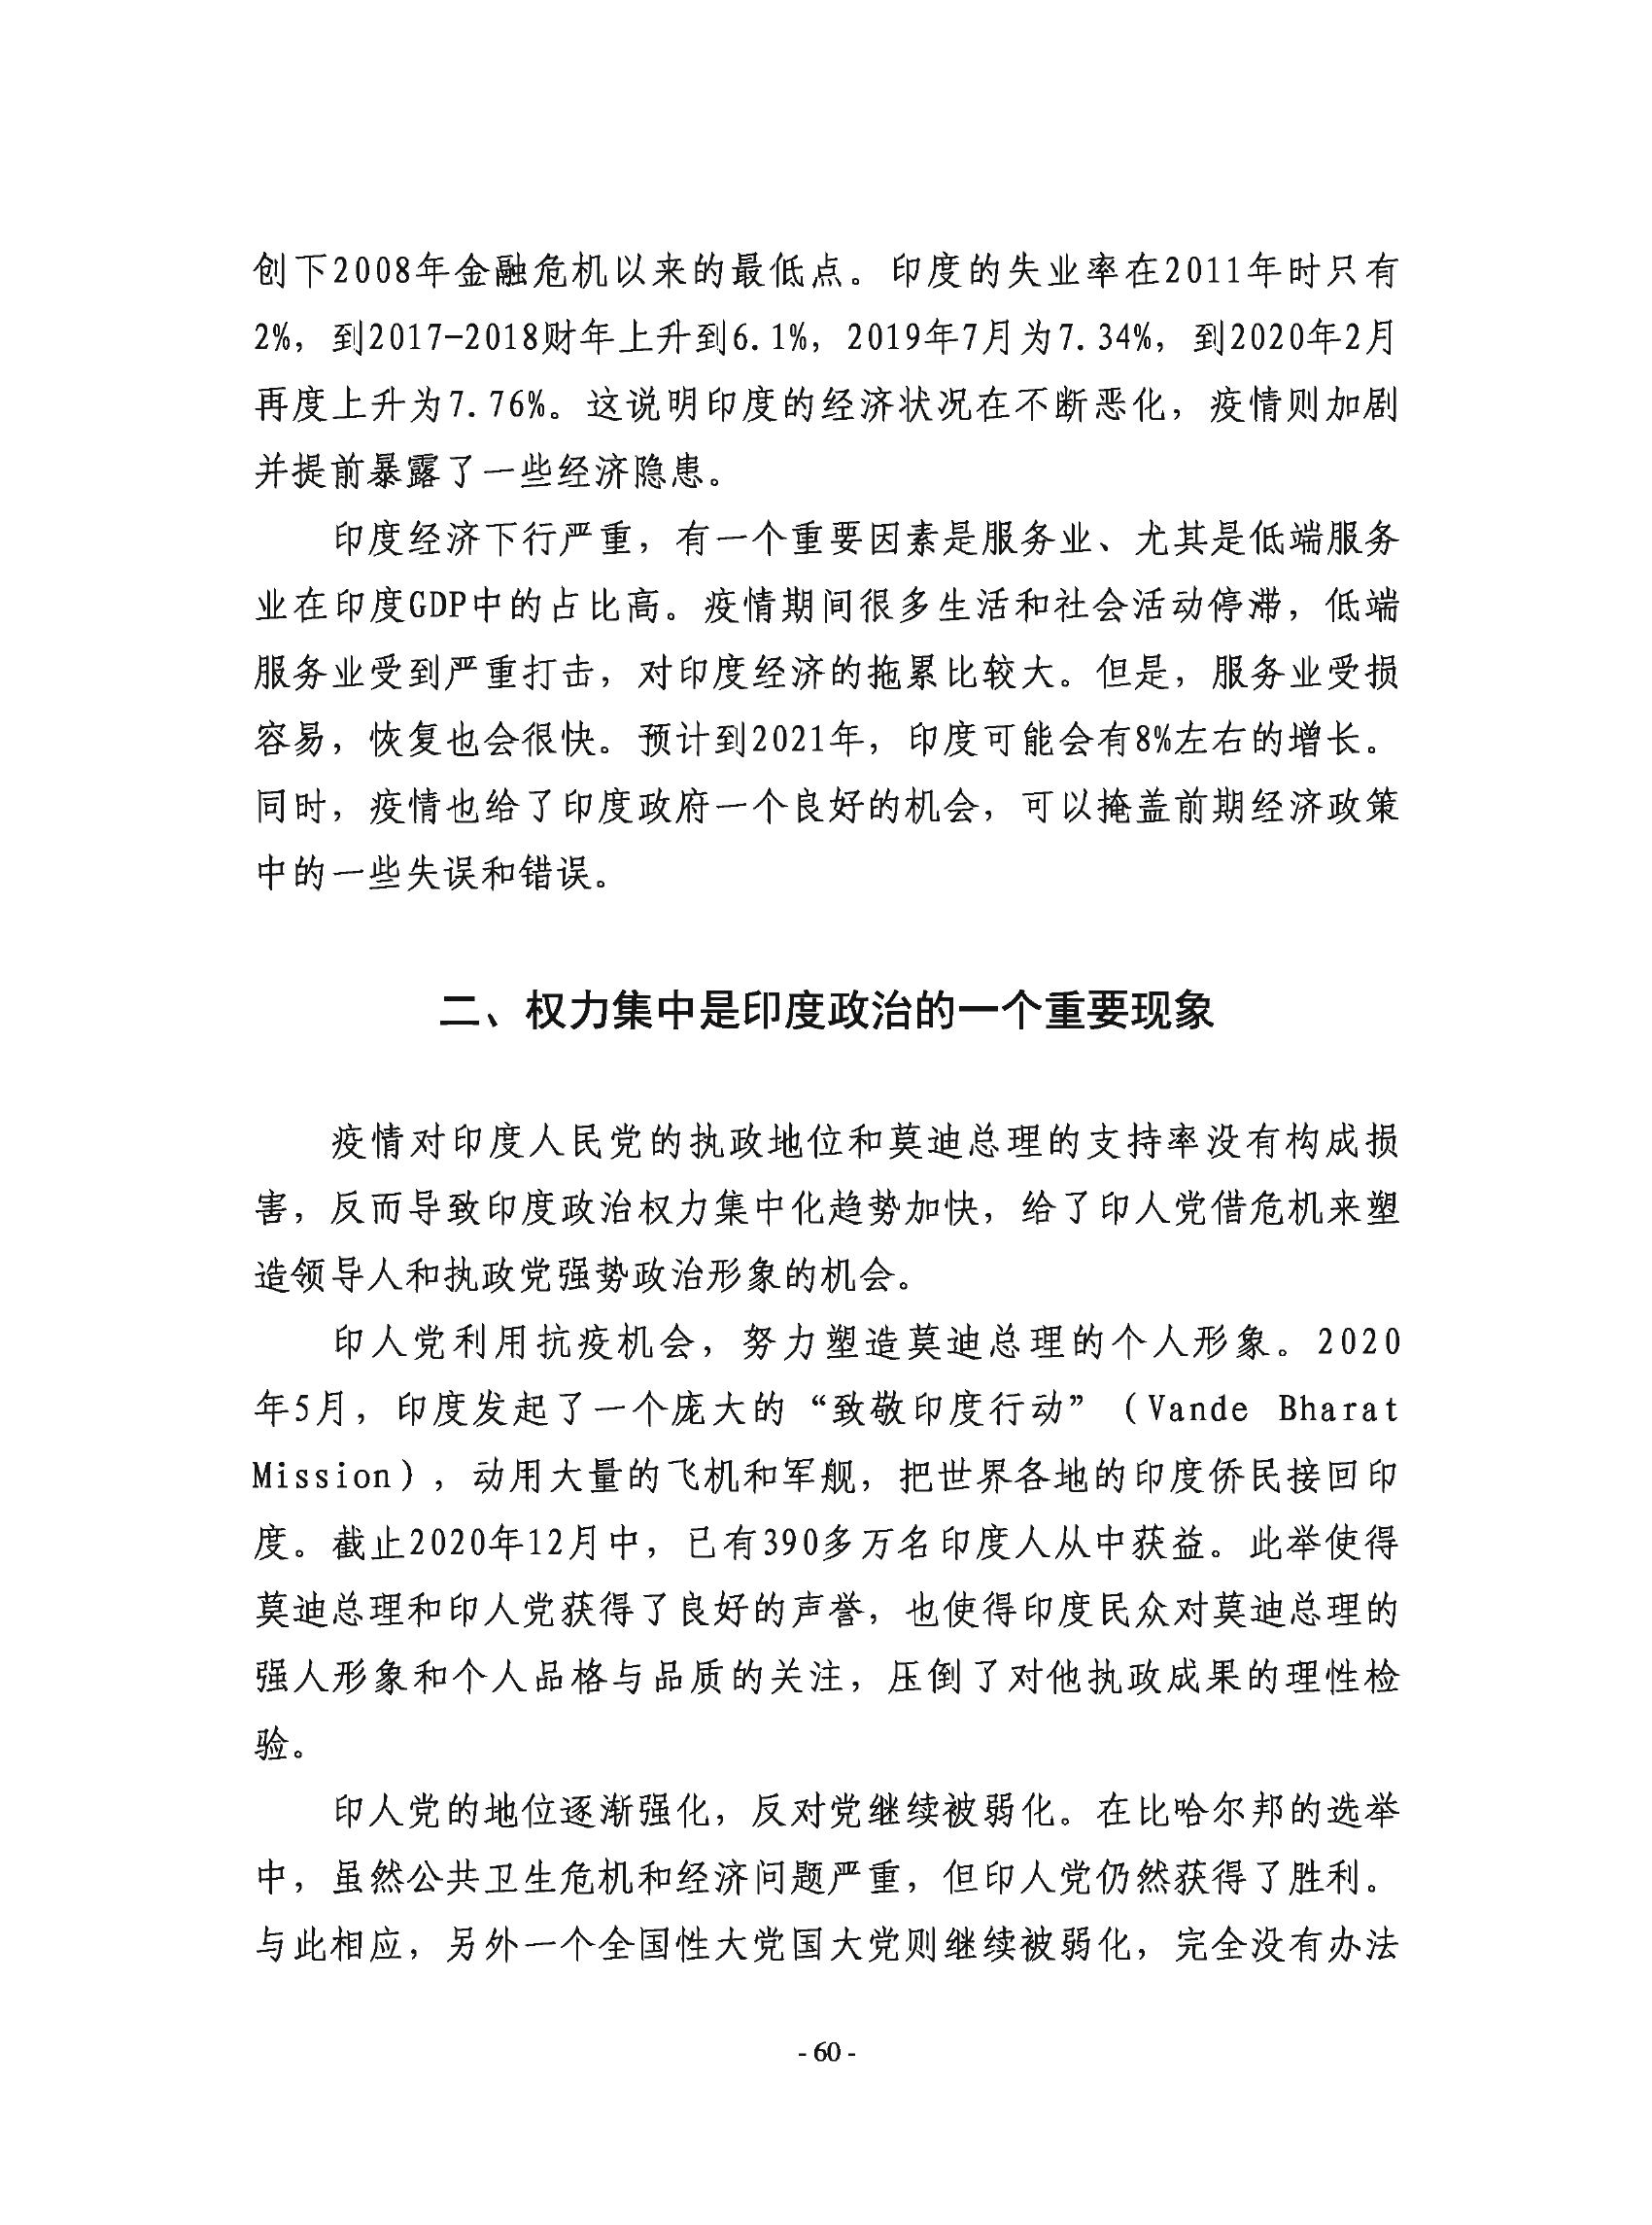 创下2008年金融危机以来的最低点。印度的失业率在2011年时只有
2%，到2017-2018财年上升到6.1%，2019年7月为7.34%，到2020年2月
再度上升为7.76%。这说明印度的经济状况在不断恶化，疫情则加剧
并提前暴露了一些经济隐患。
印度经济下行严重，有一个重要因素是服务业、尤其是低端服务
业在印度GDP中的占比高。疫情期间很多生活和社会活动停滞，低端
服务业受到严重打击，对印度经济的拖累比较大。但是，服务业受损
容易，恢复也会很快。预计到2021年，印度可能会有8%左右的增长。
同时，疫情也给了印度政府一个良好的机会，可以掩盖前期经济政策
中的一些失误和错误。
二、权力集中是印度政治的一个重要现象
疫情对印度人民党的执政地位和莫迪总理的支持率没有构成损
害，反而导致印度政治权力集中化趋势加快，给了印人党借危机来塑
造领导人和执政党强势政治形象的机会。
印人党利用抗疫机会，努力塑造莫迪总理的个人形象。2020
年5月，印度发起了一个庞大的“致敬印度行动”（Vande Bharat
Mission），动用大量的飞机和军舰，把世界各地的印度侨民接回印
度。截止2020年12月中，已有390多万名印度人从中获益。此举使得
莫迪总理和印人党获得了良好的声誉，也使得印度民众对莫迪总理的
强人形象和个人品格与品质的关注，压倒了对他执政成果的理性检
验。
印人党的地位逐渐强化，反对党继续被弱化。在比哈尔邦的选举
中，虽然公共卫生危机和经济问题严重，但印人党仍然获得了胜利。
与此相应，另外一个全国性大党国大党则继续被弱化，完全没有办法
- 60 -